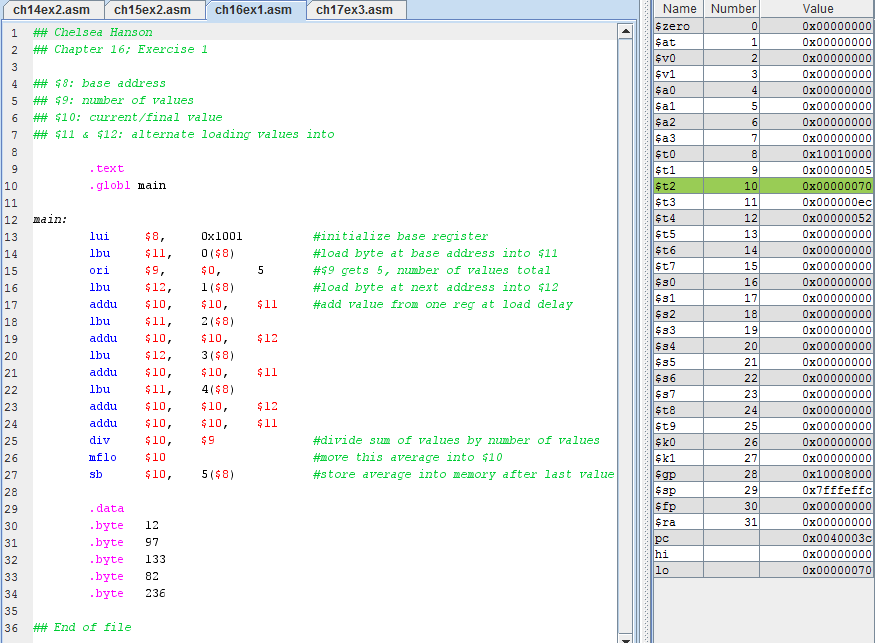 ch14ex2.asm ch15ex2.asm ch16ex1.asm ch17ex3.asm
1 ## Chelsea Hanson
2 ## Chapter 16; Exercise 1
3
4 ## $8: base address
5 ## $9: number of values
6 ## $10: current/final value
7 ## $11 & $12: alternate loading values into
8
9 .text
10 .globl main
11
12 main:
13 lui $8, 0x1001 #initialize base register
14 lbu $11, 0($8) #load byte at base address into $11
15 ori $9, $0, 5 #$9 gets 5, number of values total
16 lbu $12, 1($8) #load byte at next address into $12
17 addu $10, $10, $11 #add value from one reg at load delay
18 lbu $11, 2($8)
19 addu $10, $10, $12
20 lbu $12, 3($8)
21 addu $10, $10, $11
22 lbu $11, 4($8)
23 addu $10, $10, $12
24 addu $10, $10, $11
25 div $10, $9 #divide sum of values by number of values
26 mflo $10 #move this average into $10
27 sb $10, 5($8) #store average into memory after last value
28
29 .data
30 .byte 12
31 .byte 97
32 .byte 133
33 .byte 82
34 .byte 236
35
36 ## End of file
Name Number Value
$zero 0 0x00000000
$at 1 0x00000000
$v0 2 0x00000000
$v1 3 0x00000000
$a0 4 0x00000000
$a1 5 0x00000000
$a2 6 0x00000000
$a3 7 0x00000000
$t0 8 0x10010000
$t1 9 0x00000005
$t2 10 0x00000070
$t3 11 0x000000ec
$t4 12 0x00000052
$t5 13 0x00000000
$t6 14 0x00000000
$t7 15 0x00000000
$s0 16 0x00000000
$s1 17 0x00000000
$s2 18 0x00000000
$s3 19 0x00000000
$s4 20 0x00000000
$s5 21 0x00000000
$s6 22 0x00000000
$s7 23 0x00000000
$t8 24 0x00000000
$t9 25 0x00000000
$k0 26 0x00000000
$k1 27 0x00000000
$gp 28 0x10008000
$sp 29 0x7fffeffc
$fp 30 0x00000000
$ra 31 0x00000000
pc 0x0040003c
hi 0x00000000
lo 0x00000070